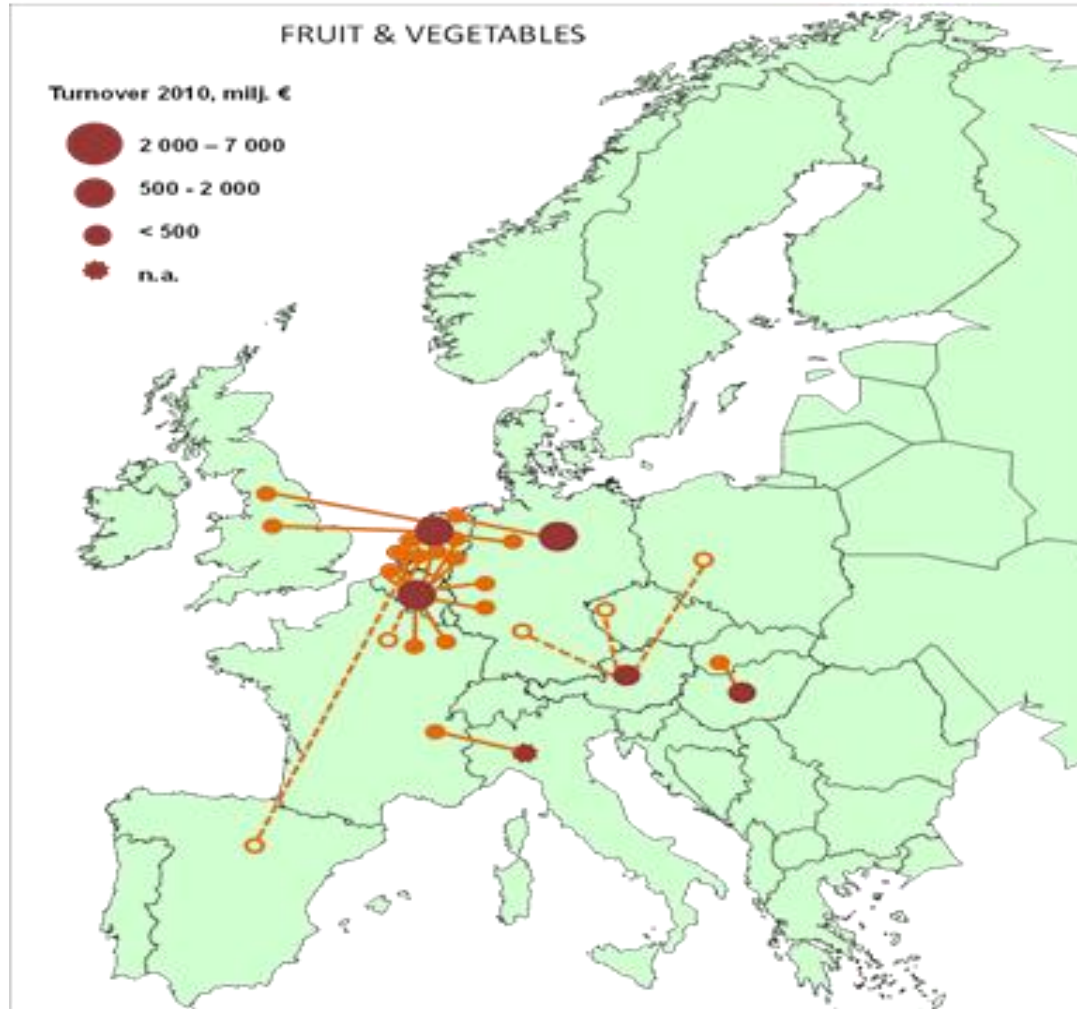 FRUIT & VEGETABLES
Turnover 2010, milj. €
2 000 – 7 000
500 - 2 000
< 500
n.a.